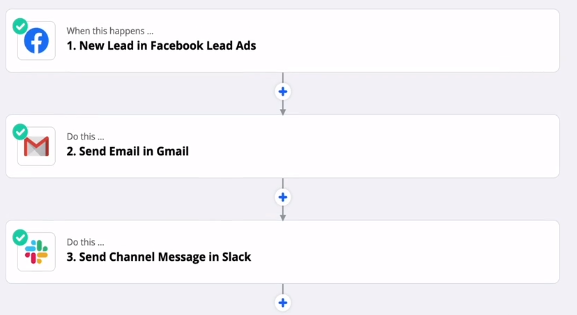 When this happens ...
1. New Lead in Facebook Lead Ads
Do this ...
2. Send Email in Gmail
Do this ...
3. Send Channel Message in Slack